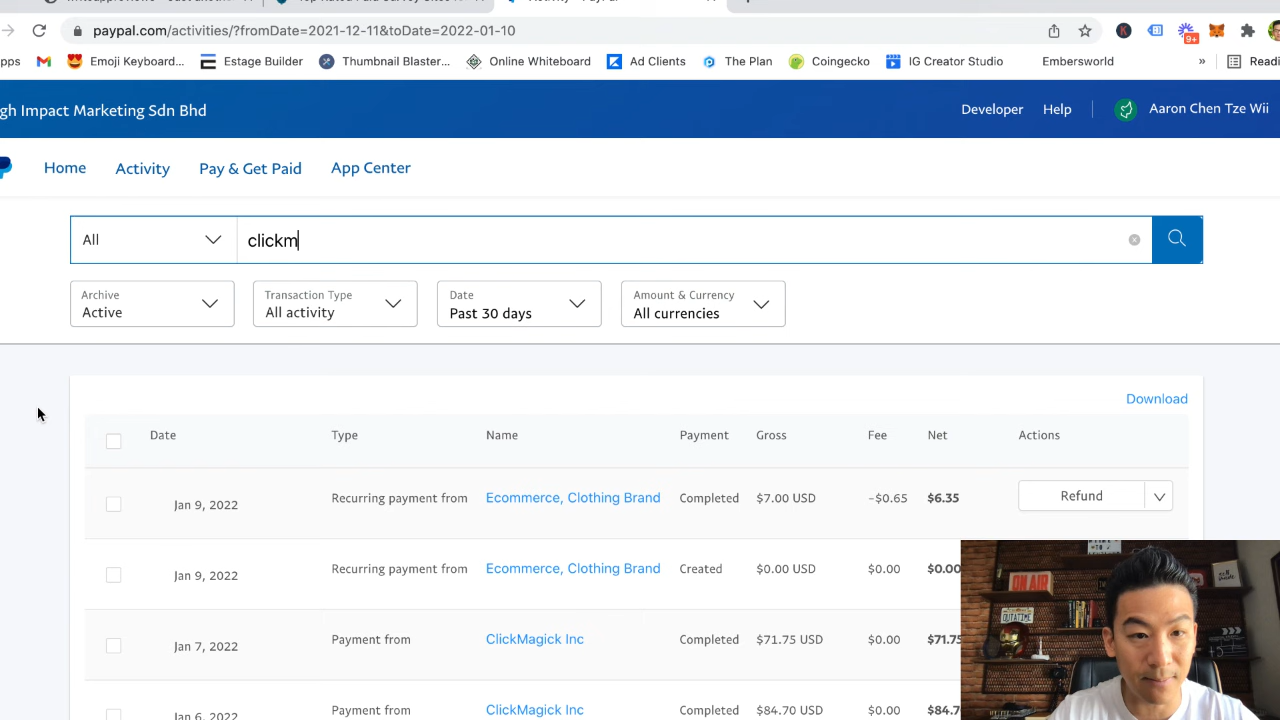 paypal.com/activities/?fromDate=2021-12-11&toDate=2022-01-10
9+
pps Emoji Keyboard... Estage Builder Thumbnail Blaster... Online Whiteboard Ad Clients The Plan Coingecko IG Creator Studio Embersworld » Readi
gh Impact Marketing Sdn Bhd
Developer Help Aaron Chen Tze Wii
Home Activity Pay & Get Paid App Center
All clickm
Archive Transaction Type Date Amount & Currency
Active All activity Past 30 days All currencies
Download
Date Type Name Payment Gross Fee Net Actions
Jan 9, 2022 Recurring payment from Ecommerce, Clothing Brand Completed $7.00 USD -$0.65 $6.35 Refund
Jan 9, 2022 Recurring payment from Ecommerce, Clothing Brand Created $0.00 USD $0.00 $0.00
Jan 7, 2022 Payment from ClickMagick Inc Completed $71.75 USD $0.00 $71.75
Jan 6, 2022 Payment from ClickMagick Inc Completed $84.70 USD $0.00 $84.7
ON AIR
OUTATIME